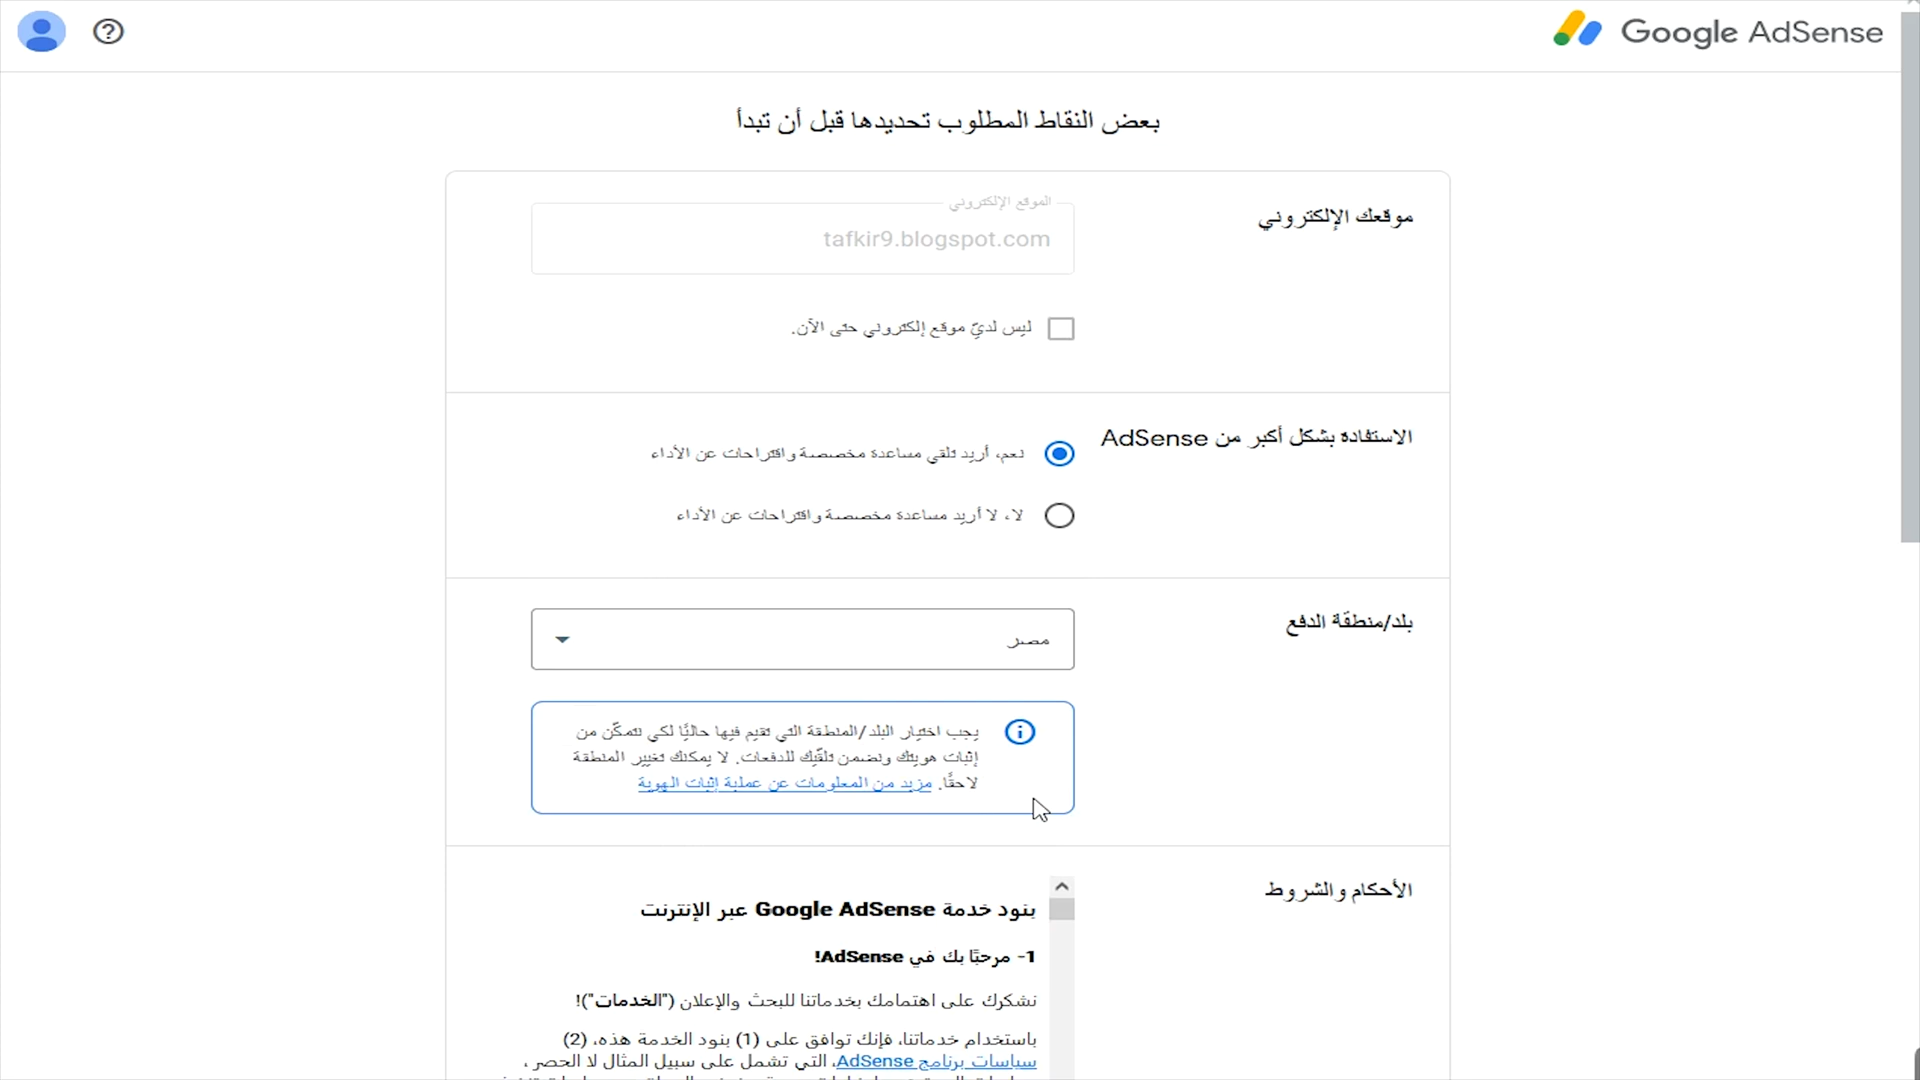 Google AdSense
بعض النقاط المطلوب تحديدها قبل أن تبدأ
موقعك الإلكتروني
الموقع الإلكتروني
tafkir9.blogspot.com
ليس لديّ موقع إلكتروني حتى الآن.
الاستفادة بشكل أكبر من AdSense
نعم، أريد تلقي مساعدة مخصصة واقتراحات عن الأداء
لا، لا أريد مساعدة مخصصة واقتراحات عن الأداء
بلد/منطقة الدفع
مصر
يجب اختيار البلد/المنطقة التي تقيم فيها حاليًا لكي نتمكّن من
إثبات هويتك ونضمن تلقّيك للدفعات. لا يمكنك تغيير المنطقة
لاحقًا. مزيد من المعلومات عن عملية إثبات الهوية
الأحكام والشروط
بنود خدمة Google AdSense عبر الإنترنت
1- مرحبًا بك في AdSense!
نشكرك على اهتمامك بخدماتنا للبحث والإعلان ("الخدمات")!
باستخدام خدماتنا، فإنك توافق على (1) بنود الخدمة هذه، (2)
سياسات برنامج AdSense، التي تشمل على سبيل المثال لا الحصر،